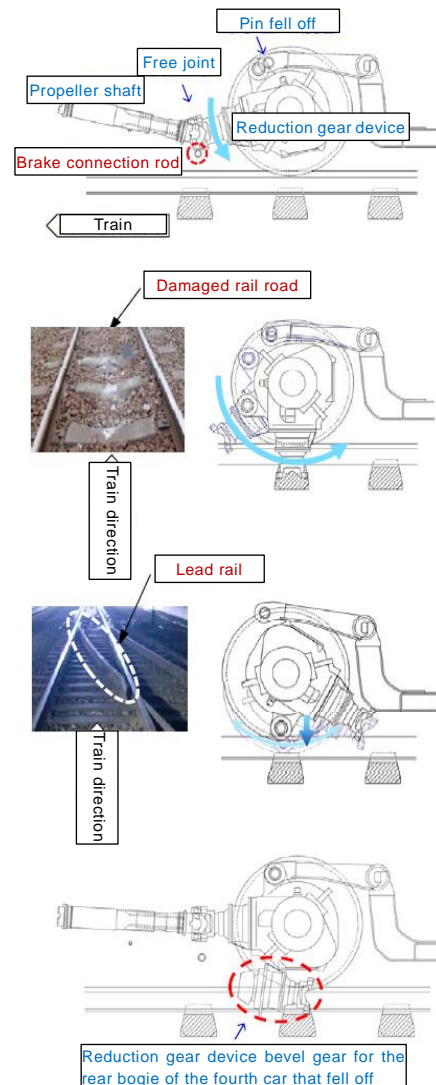 Pin fell off
Free joint
Propeller shaft
Reduction gear device
Brake connection rod
Train
Damaged rail road
Train direction
Lead rail
Train direction
Reduction gear device bevel gear for the
rear bogie of the fourth car that fell off